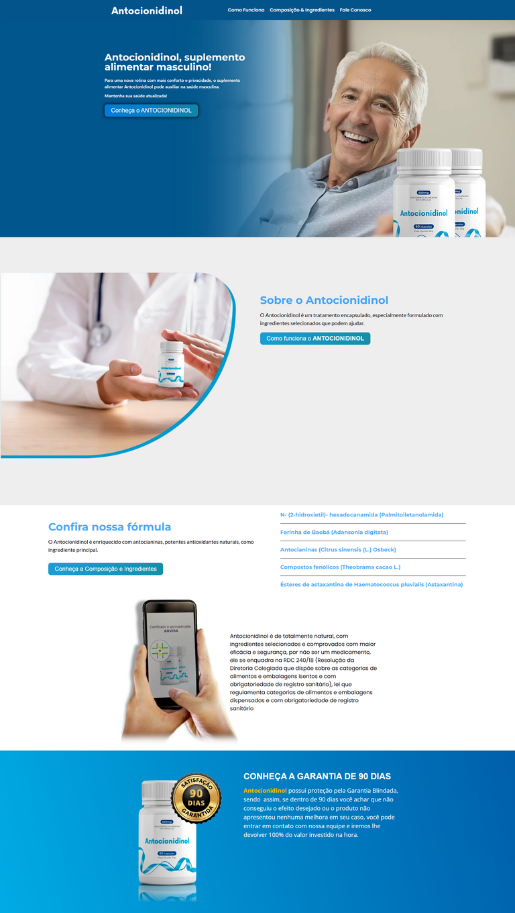 Antocionidinol
Como Funciona Composição & Ingredientes Fale Conosco
Antocionidinol, suplemento
alimentar masculino!
Para uma nova rotina com mais conforto e privacidade, o suplemento
alimentar Antocionidinol pode auxiliar na saúde masculina.
Mantenha sua saúde atualizada!
Conheça o ANTOCIONIDINOL
Antocionidinol
Antocionidinol
Sobre o Antocionidinol
O Antocionidinol é um tratamento encapsulado, especialmente formulado com
ingredientes selecionados que podem ajudar.
Como funciona o ANTOCIONIDINOL
Antocionidinol
Confira nossa fórmula
O Antocionidinol é enriquecido com antocianinas, potentes antioxidantes naturais, como
ingrediente principal.
Conheça a Composição e Ingredientes
N- (2-hidroxietil)- hexadecanamida (Palmitoiletanolamida)
Farinha de Baobá (Adansonia digitata)
Antocianinas (Citrus sinensis (L.) Osbeck)
Compostos fenólicos (Theobroma cacao L.)
Ésteres de astaxantina de Haematococcus pluvialis (Astaxantina)
Antocionidinol é de totalmente natural, com
ingredientes selecionados e comprovados com maior
eficácia e segurança, por não ser um medicamento,
ele se enquadra na RDC 240/18 (Resolução da
Diretoria Colegiada que dispõe sobre as categorias de
alimentos e embalagens isentos e com
obrigatoriedade de registro sanitário), lei que
regulamenta categorias de alimentos e embalagens
dispensados e com obrigatoriedade de registro
sanitário
SATISFAÇÃO
90
DIAS
GARANTIDA
Antocionidinol
CONHEÇA A GARANTIA DE 90 DIAS
Antocionidinol possui proteção pela Garantia Blindada,
sendo assim, se dentro de 90 dias você achar que não
conseguiu o efeito desejado ou o produto não
apresentou nenhuma melhora em seu caso, você pode
entrar em contato com nossa equipe e iremos lhe
devolver 100% do valor investido na hora.